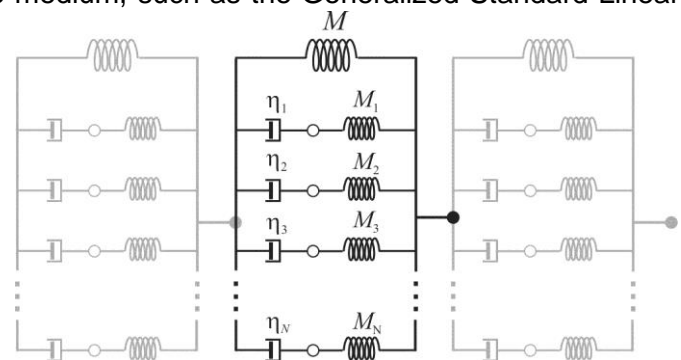 medium, such as the Generalized Standard Linear
M
η₁ M₁
η₂ M₂
η₃ M₃
ηN MN